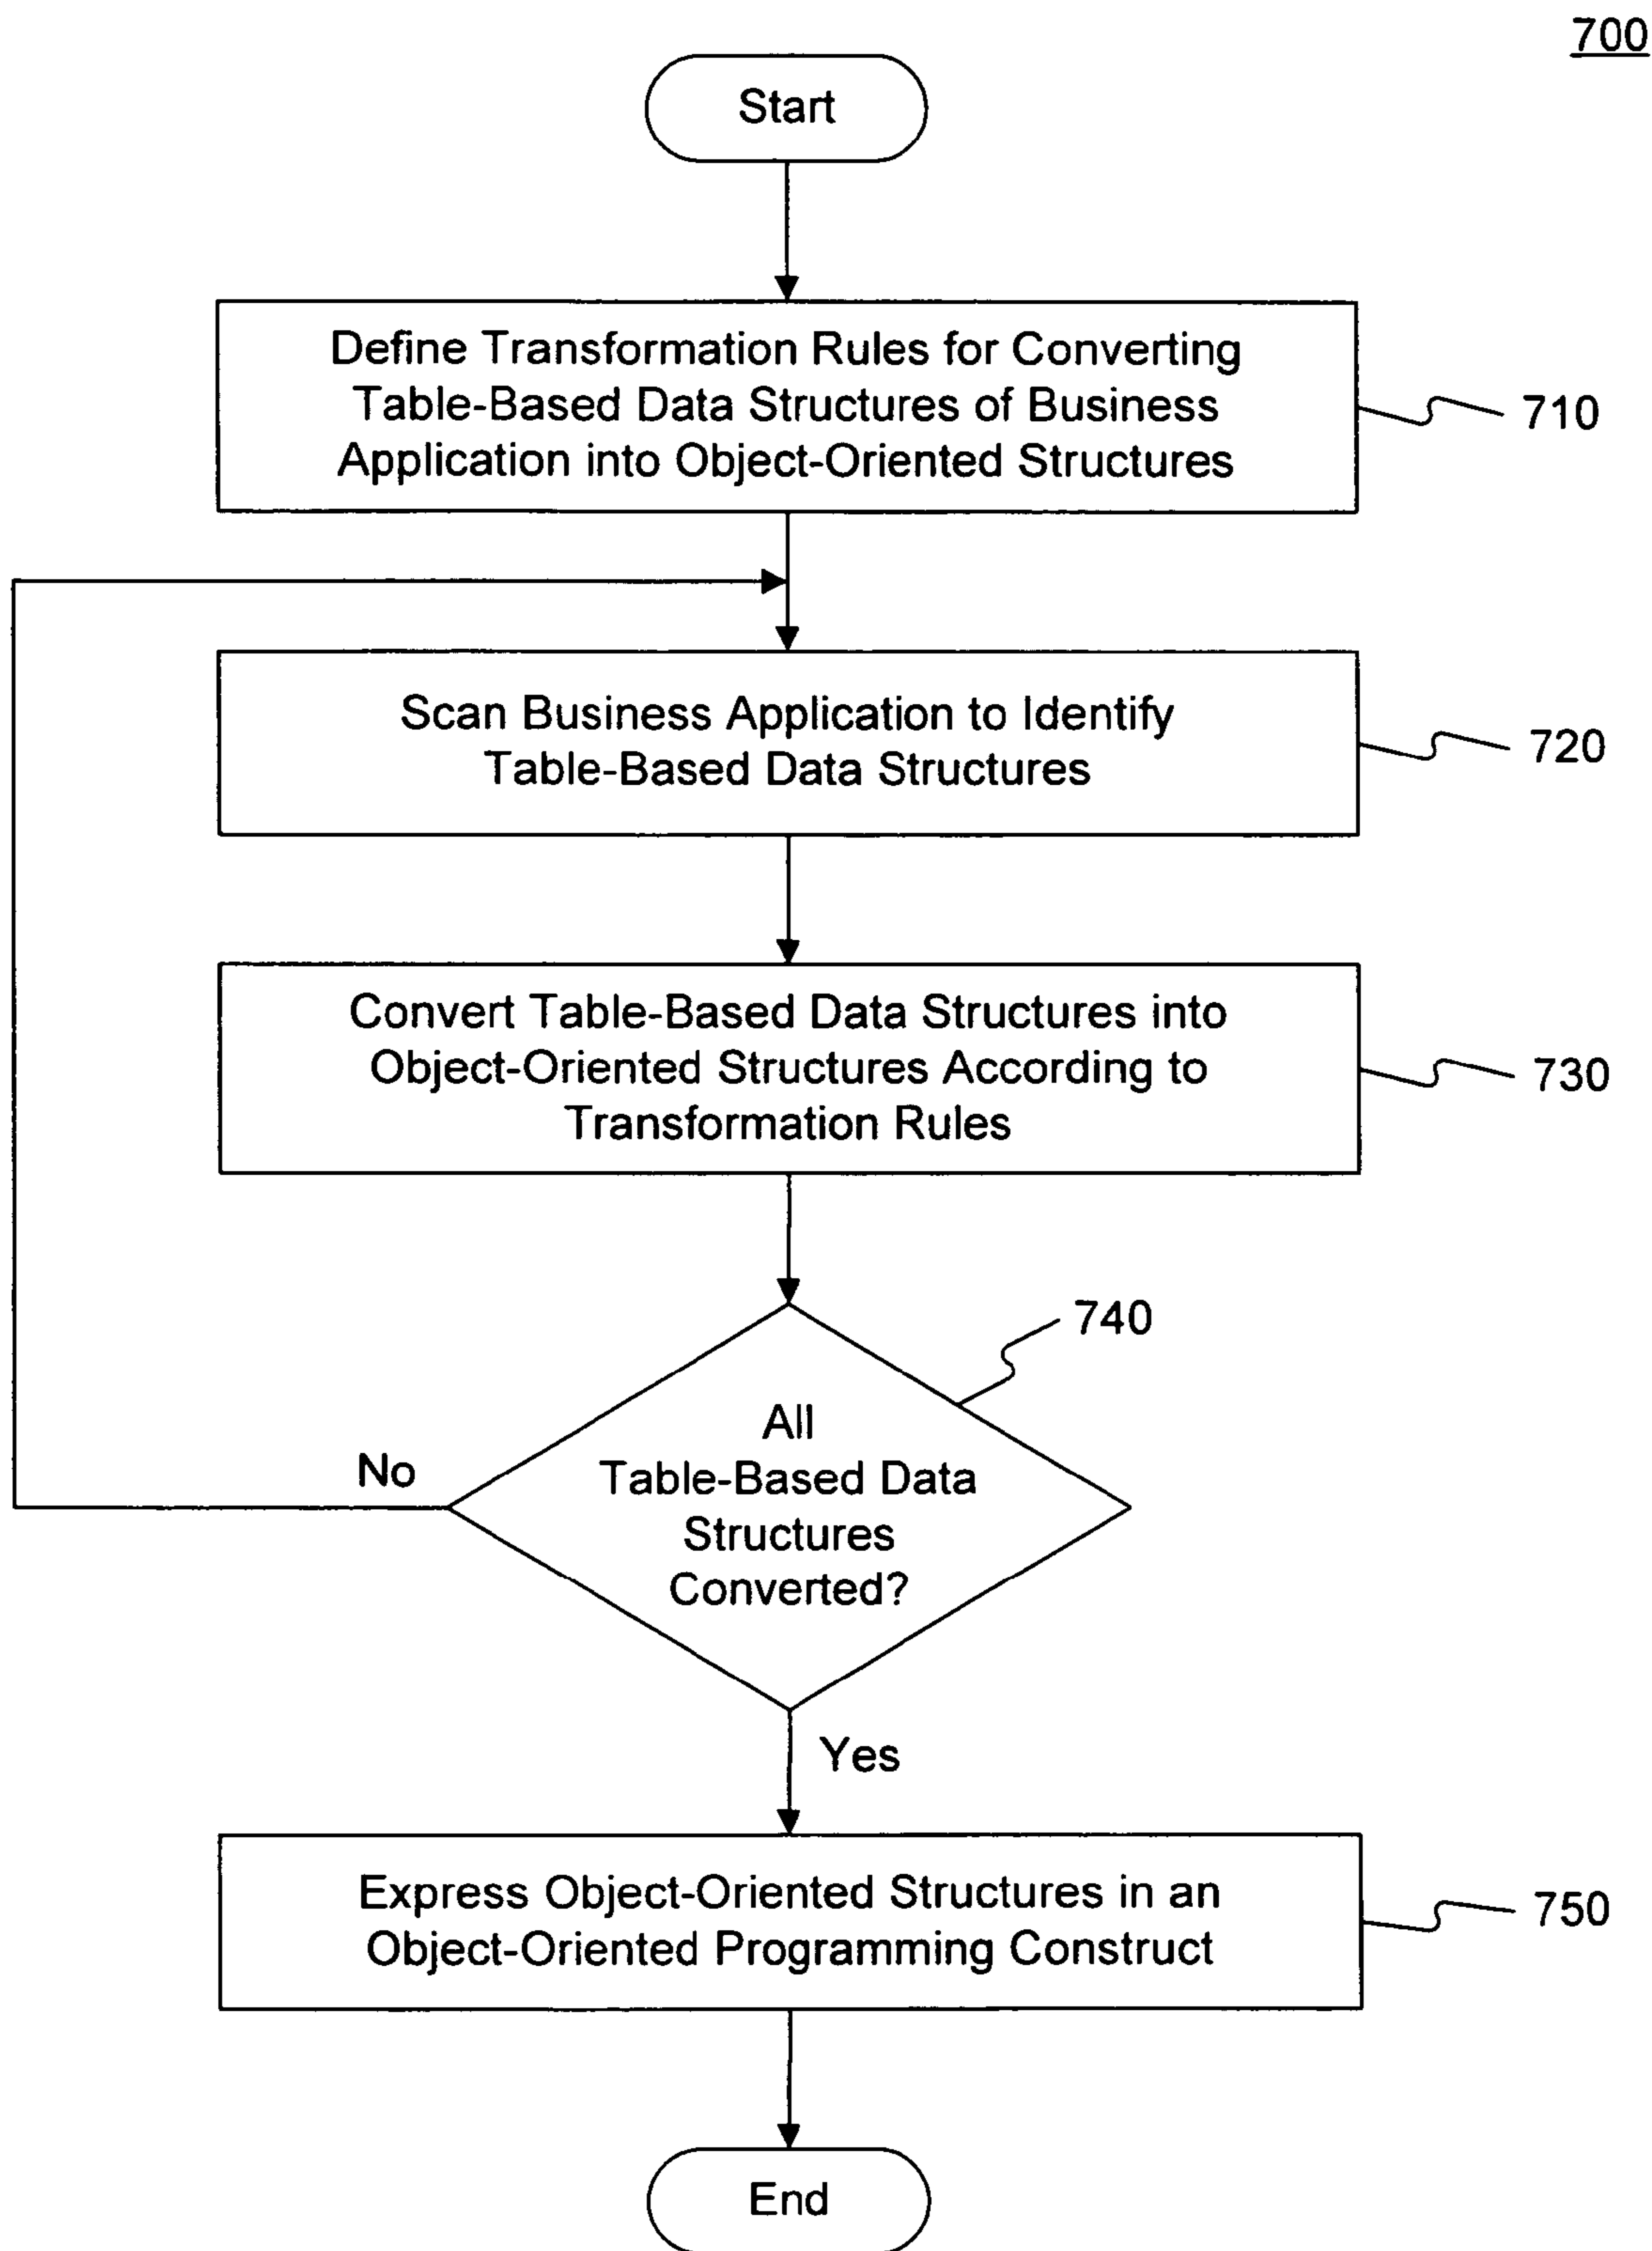 700
Start
Define Transformation Rules for Converting
Table-Based Data Structures of Business
Application into Object-Oriented Structures
710
Scan Business Application to Identify
Table-Based Data Structures
720
Convert Table-Based Data Structures into
Object-Oriented Structures According to
Transformation Rules
730
740
All
Table-Based Data
Structures
Converted?
No
Yes
Express Object-Oriented Structures in an
Object-Oriented Programming Construct
750
End